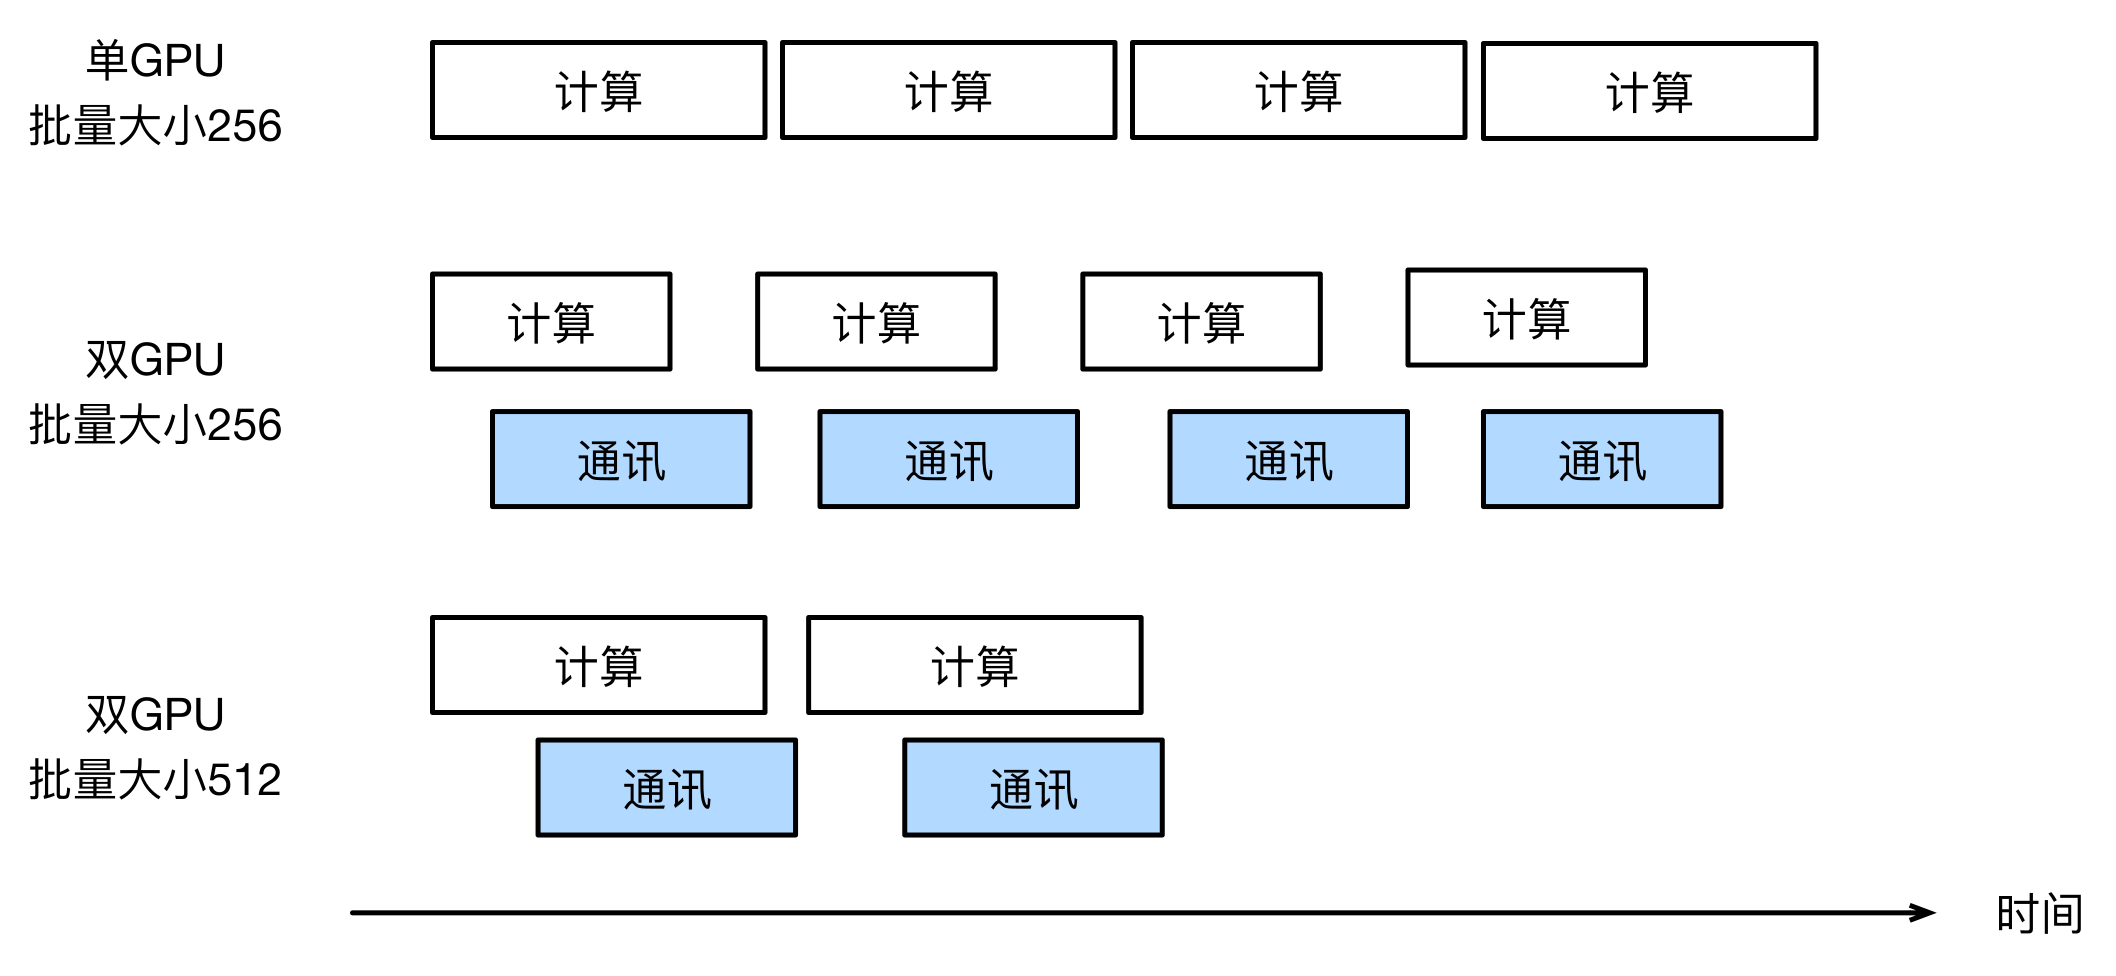 单GPU
批量大小256
计算 计算 计算 计算
双GPU
批量大小256
计算 计算 计算 计算
通讯 通讯 通讯 通讯
双GPU
批量大小512
计算 计算
通讯 通讯
时间